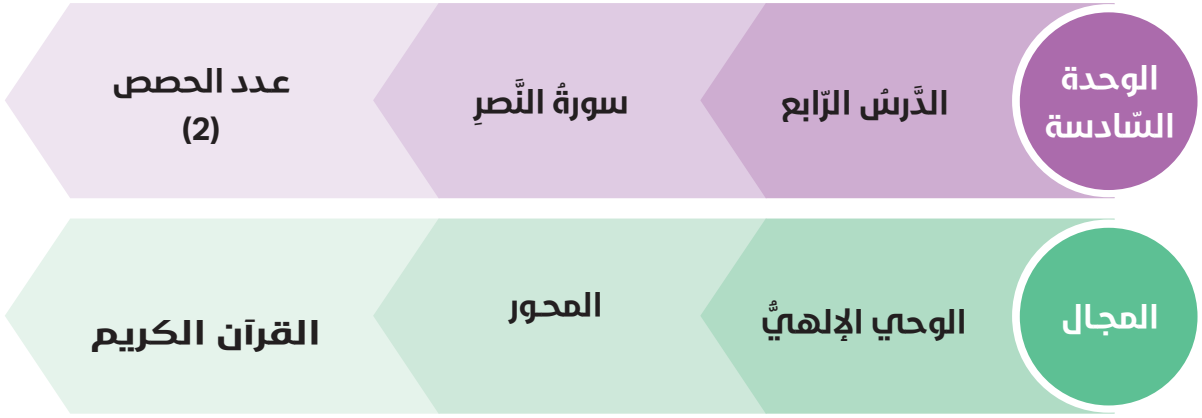 الوحدة
السّادسة
الدَّرسُ الرّابع
سورةُ النَّصرِ
عدد الحصص
(2)
المجال
الوحي الإلهيُّ
المحور
القرآن الكريم